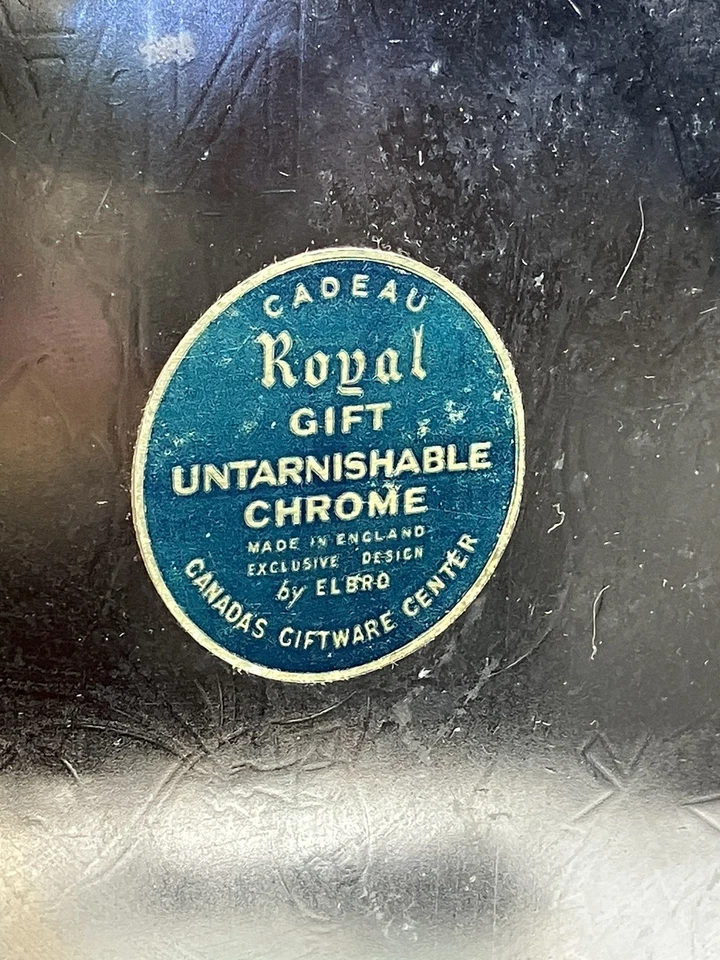 CADEAU
Royal
GIFT
UNTARNISHABLE
CHROME
MADE IN ENGLAND
EXCLUSIVE DESIGN
by ELBRO
CANADAS GIFTWARE CENTER